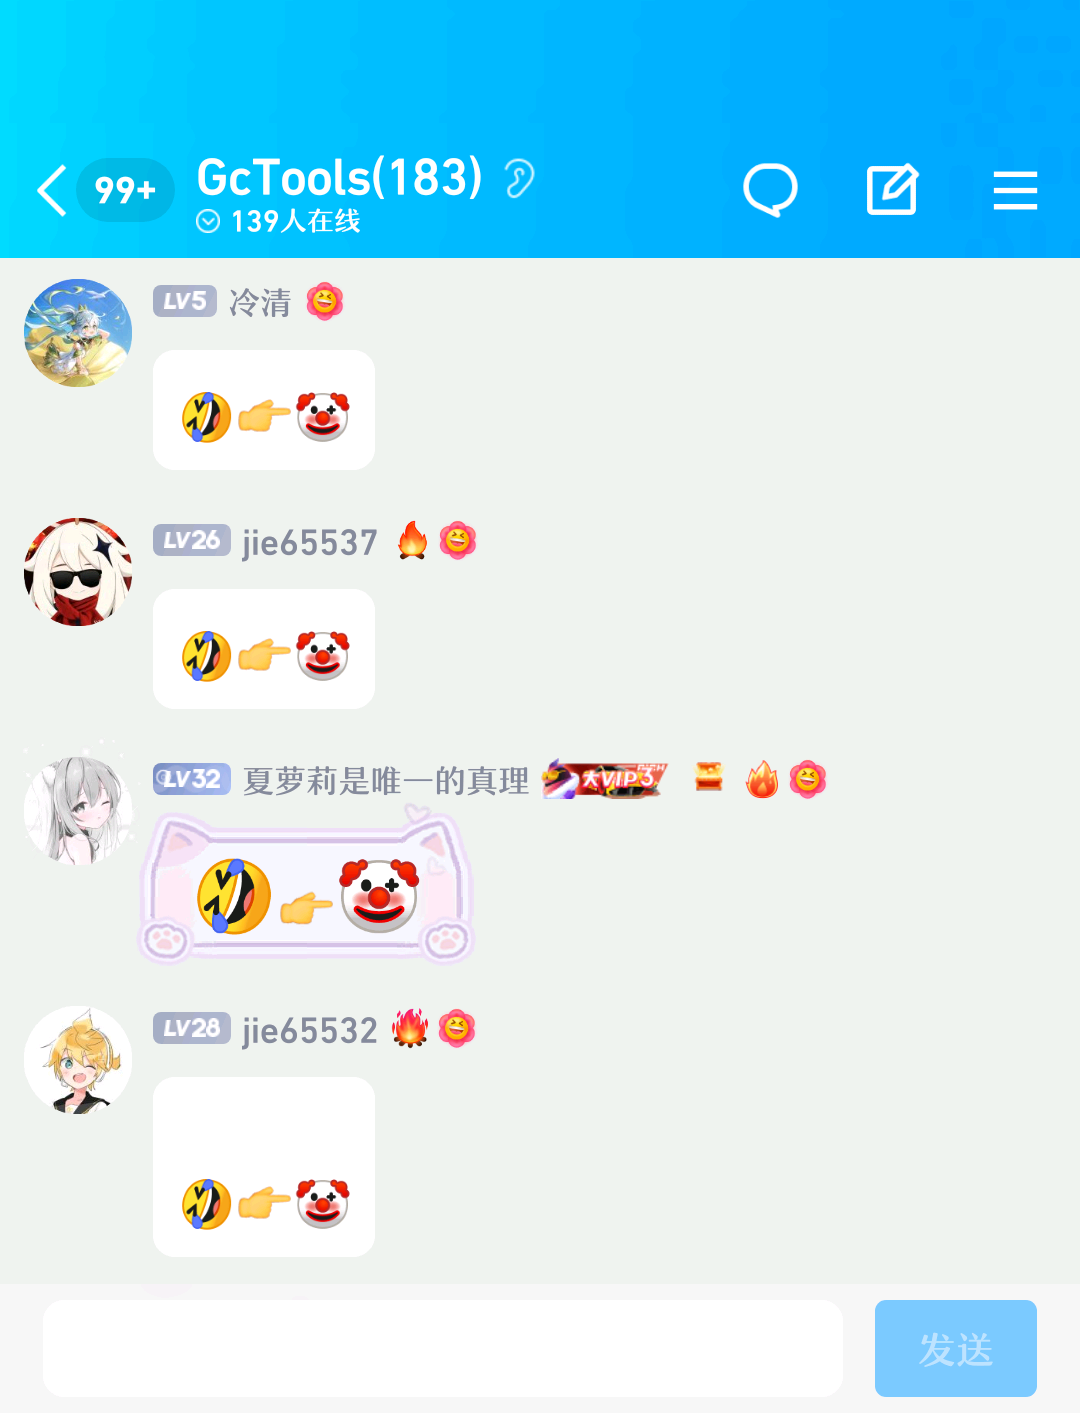 99+
GcTools(183)
139人在线
LV5 冷清
🤣👉🤡
LV26 jie65537
🤣👉🤡
LV32 夏萝莉是唯一的真理 大VIP3
🤣👉🤡
LV28 jie65532
🤣👉🤡
发送